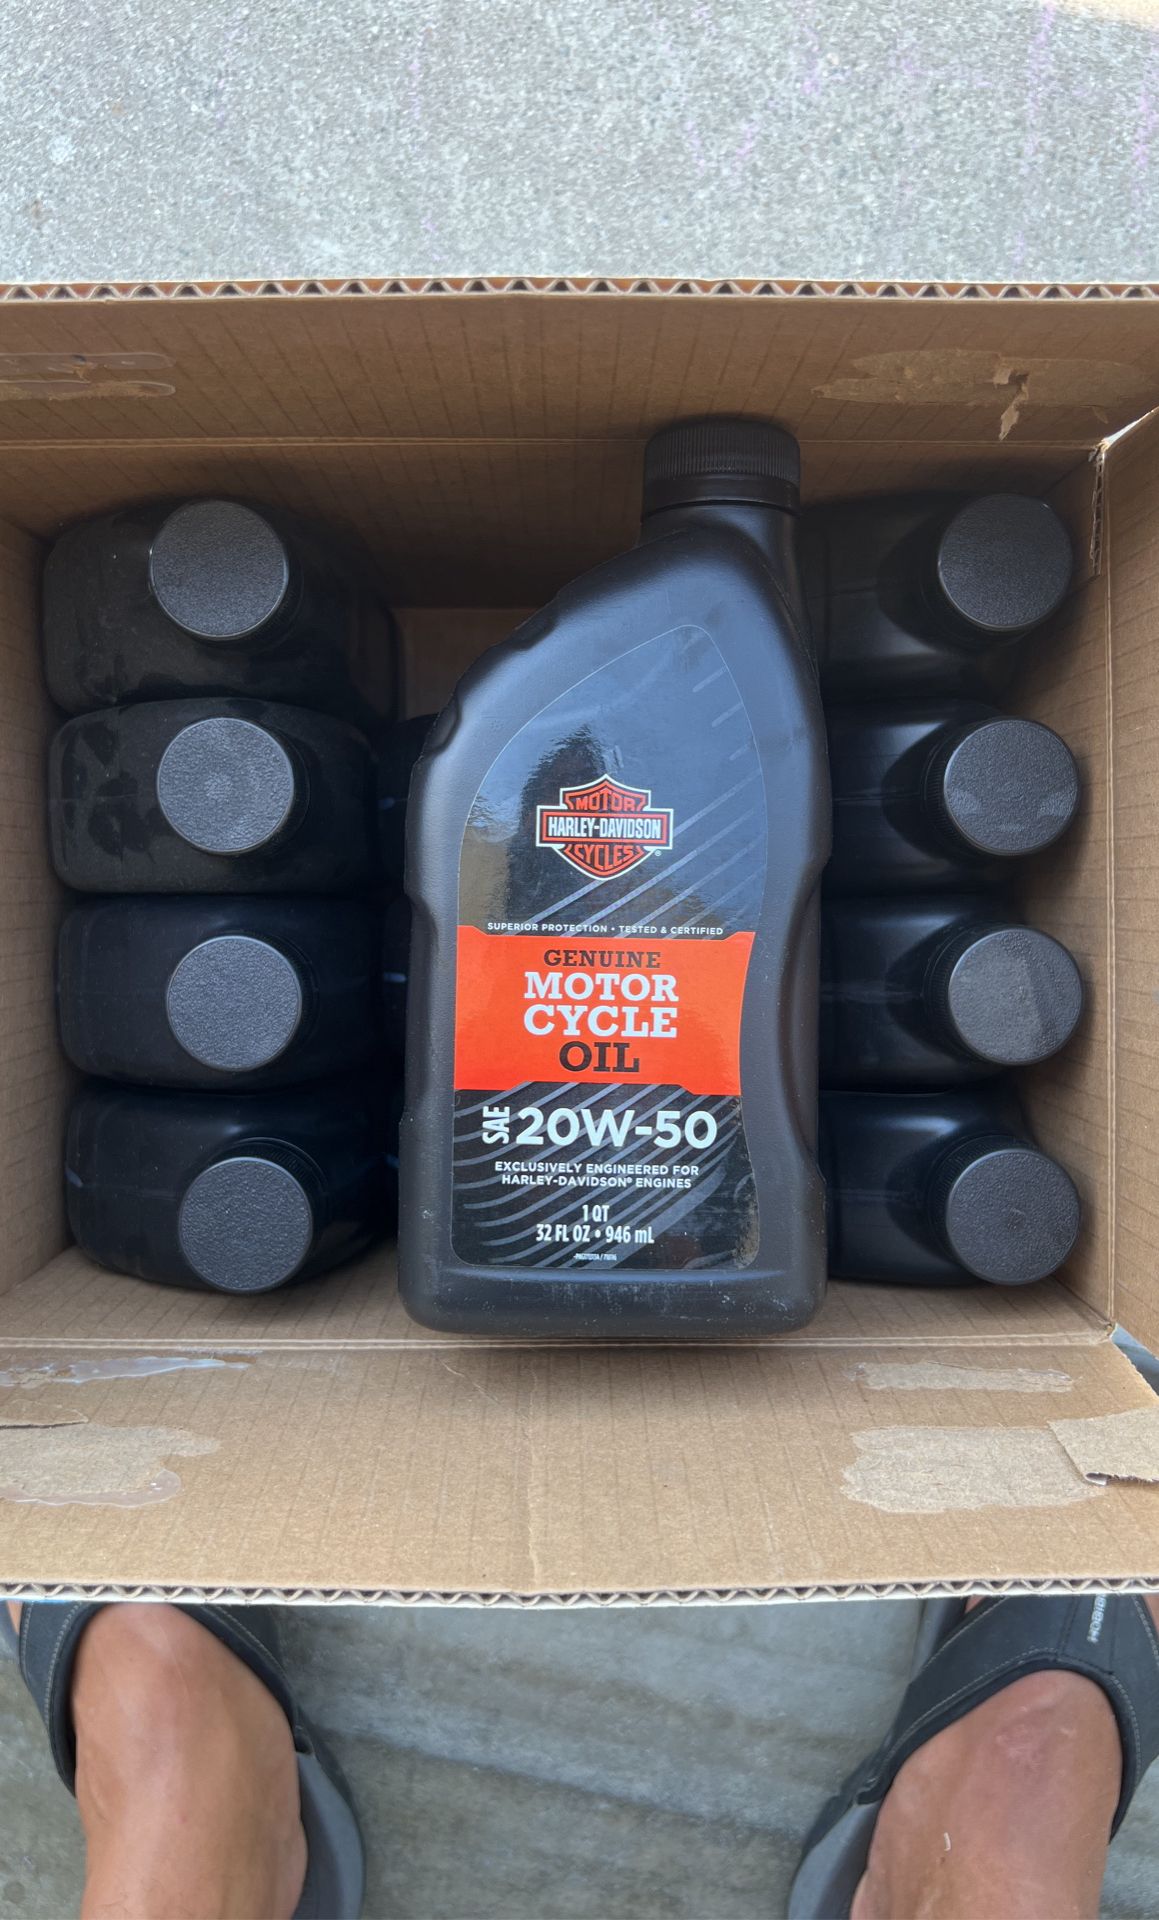 MOTOR
HARLEY-DAVIDSON
CYCLES
®
SUPERIOR PROTECTION • TESTED & CERTIFIED
GENUINE
MOTOR
CYCLE
OIL
SAE 20W-50
EXCLUSIVELY ENGINEERED FOR
HARLEY-DAVIDSON® ENGINES
1 QT
32 FL OZ • 946 mL